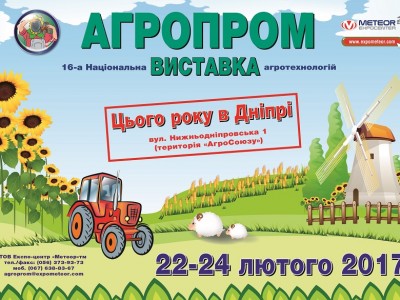 АГРОПРОМ
METEOR
EXPOCENTER
www.expometeor.com
16-а Національна ВИСТАВКА агротехнологій
Цього року в Дніпрі
вул. Нижньодніпровська 1
(територія «АгроСоюзу»)
ТОВ Експо-центр «Метеор-тм
тел./факс: (056) 373-93-73
моб. (067) 638-83-67
agroprom@expometeor.com
22-24 лютого 2017